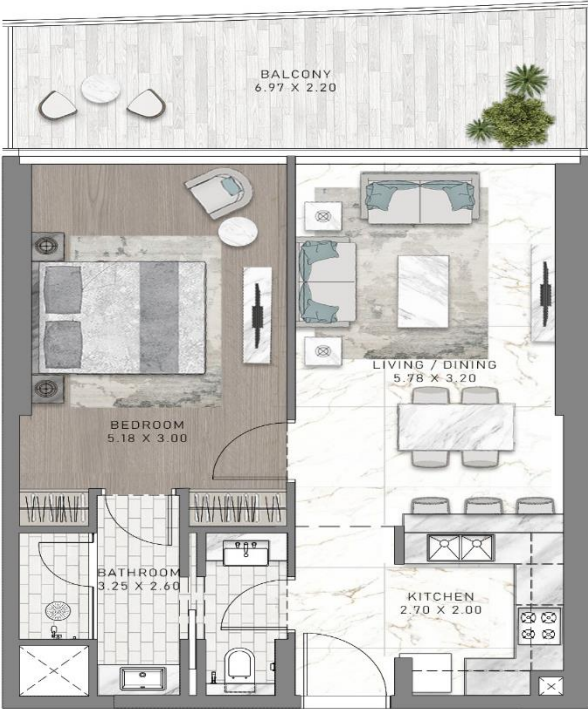 BALCONY
6.97 X 2.20
LIVING / DINING
5.78 X 3.20
BEDROOM
5.18 X 3.00
BATHROOM
3.25 X 2.60
KITCHEN
2.70 X 2.00